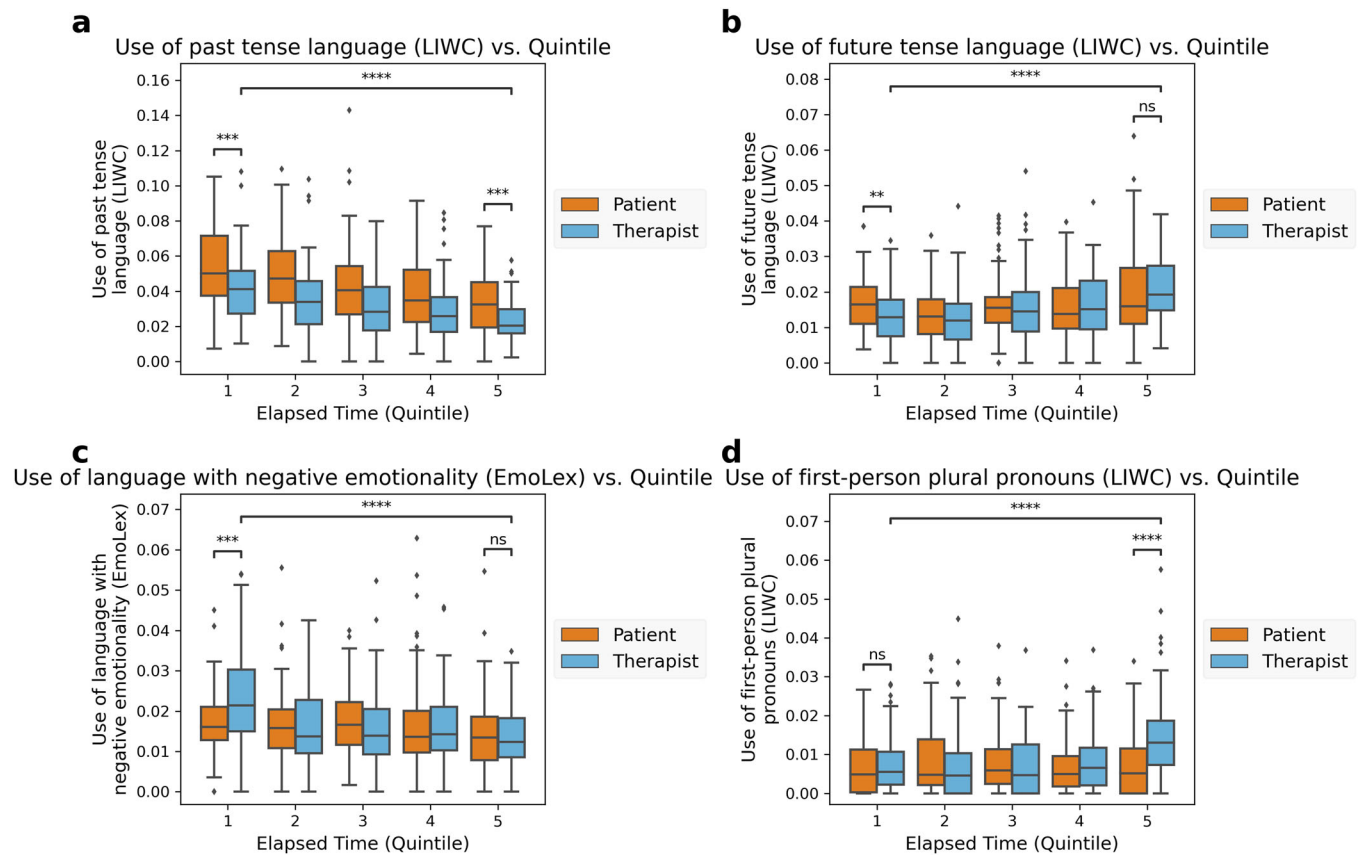 a
Use of past tense language (LIWC) vs. Quintile
Use of past tense
language (LIWC)
0.16
0.14
0.12
0.10
0.08
0.06
0.04
0.02
0.00
****
***
***
1 2 3 4 5
Elapsed Time (Quintile)
Patient
Therapist
b
Use of future tense language (LIWC) vs. Quintile
Use of future tense
language (LIWC)
0.08
0.07
0.06
0.05
0.04
0.03
0.02
0.01
0.00
****
ns
**
1 2 3 4 5
Elapsed Time (Quintile)
Patient
Therapist
c
Use of language with negative emotionality (EmoLex) vs. Quintile
Use of language with
negative emotionality (EmoLex)
0.07
0.06
0.05
0.04
0.03
0.02
0.01
0.00
****
***
ns
1 2 3 4 5
Elapsed Time (Quintile)
Patient
Therapist
d
Use of first-person plural pronouns (LIWC) vs. Quintile
Use of first-person plural
pronouns (LIWC)
0.07
0.06
0.05
0.04
0.03
0.02
0.01
0.00
****
****
ns
1 2 3 4 5
Elapsed Time (Quintile)
Patient
Therapist